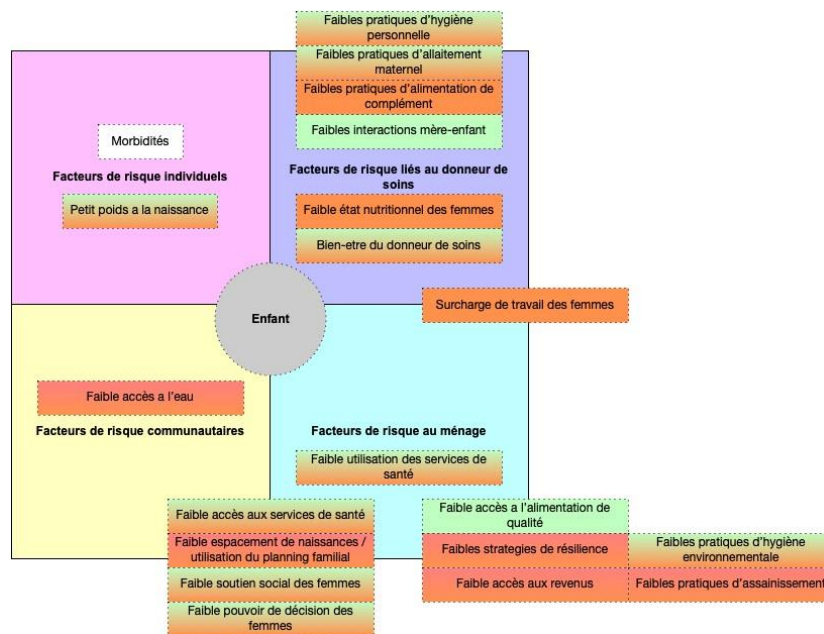 Faibles pratiques d'hygiène
personnelle
Faibles pratiques d'allaitement
maternel
Faibles pratiques d'alimentation de
complément
Faibles interactions mère-enfant
Morbidités
Facteurs de risque individuels
Petit poids a la naissance
Facteurs de risque liés au donneur de
soins
Faible état nutritionnel des femmes
Bien-etre du donneur de soins
Surcharge de travail des femmes
Enfant
Faible accès a l'eau
Facteurs de risque communautaires
Facteurs de risque au ménage
Faible utilisation des services de
santé
Faible accès aux services de santé
Faible espacement de naissances /
utilisation du planning familial
Faible soutien social des femmes
Faible pouvoir de décision des
femmes
Faible accès a l'alimentation de
qualité
Faibles strategies de résilience
Faibles pratiques d'hygiène
environnementale
Faible accès aux revenus
Faibles pratiques d'assainissement